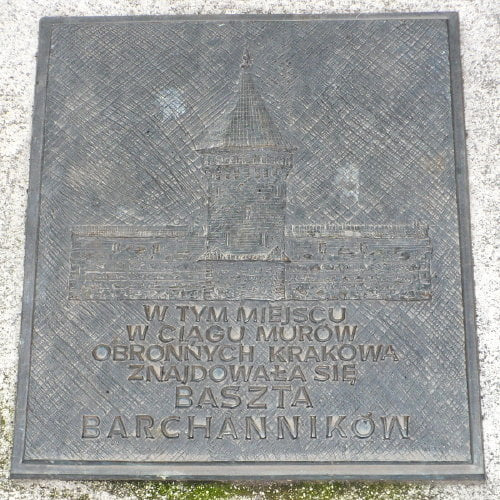 W TYM MIEJSCU
W CIĄGU MURÓW
OBRONNYCH KRAKOWA
ZNAJDOWAŁA SIĘ
BASZTA
BARCHANNIKÓW